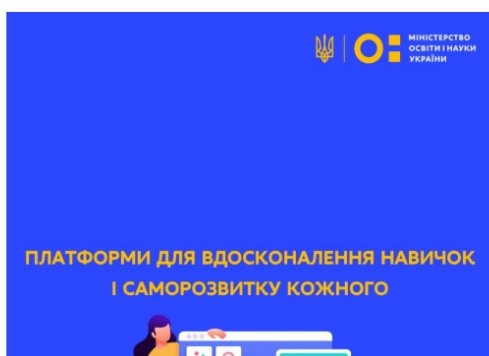 МІНІСТЕРСТВО
ОСВІТИ І НАУКИ
УКРАЇНИ
ПЛАТФОРМИ ДЛЯ ВДОСКОНАЛЕННЯ НАВИЧОК
І САМОРОЗВИТКУ КОЖНОГО